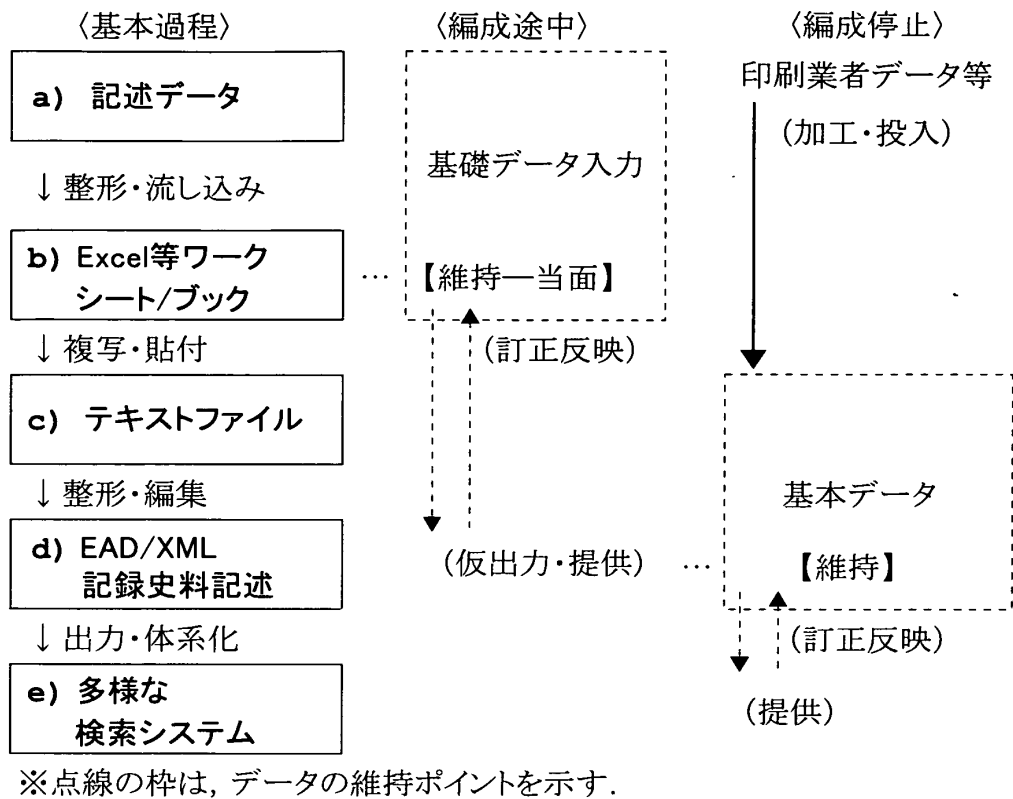 〈基本過程〉
a) 記述データ
↓整形・流し込み
b) Excel等ワーク
シート/ブック
↓複写・貼付
c) テキストファイル
↓整形・編集
d) EAD/XML
記録史料記述
↓出力・体系化
e) 多様な
検索システム
〈編成途中〉
基礎データ入力
… 【維持―当面】
(訂正反映)
(仮出力・提供) …
〈編成停止〉
印刷業者データ等
(加工・投入)
基本データ
【維持】
(訂正反映)
(提供)
※点線の枠は, データの維持ポイントを示す.